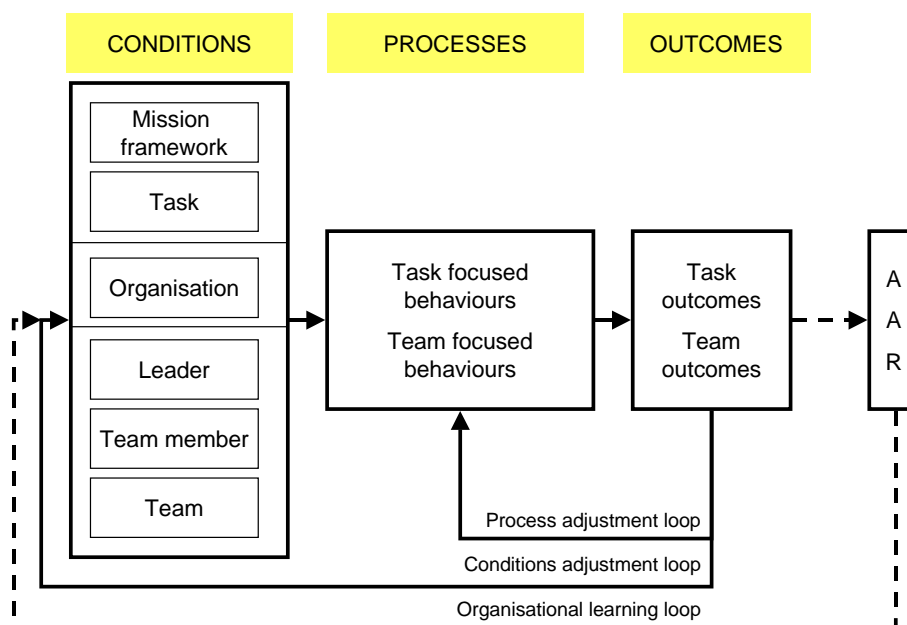 CONDITIONS
PROCESSES
OUTCOMES
Mission
framework
Task
Organisation
Leader
Team member
Team
Task focused
behaviours
Team focused
behaviours
Task
outcomes
Team
outcomes
A
A
R
Process adjustment loop
Conditions adjustment loop
Organisational learning loop